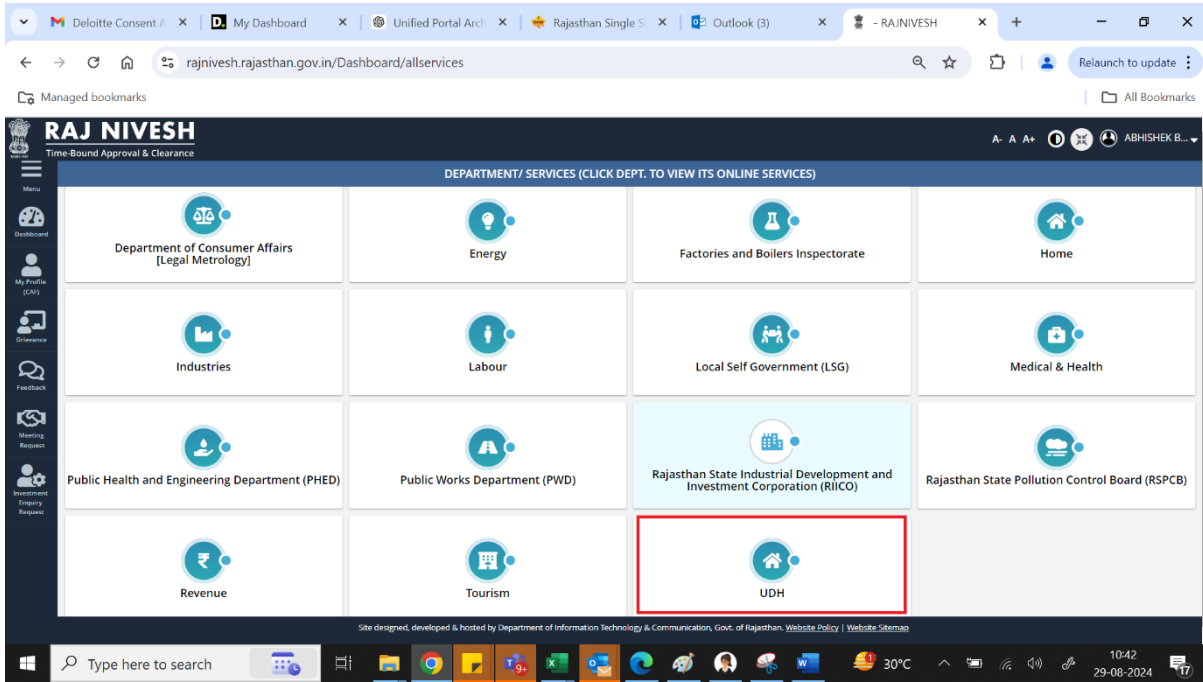 Deloitte Consent A
My Dashboard
Unified Portal Arch
Rajasthan Single S
Outlook (3)
- RAJNIVESH
rajnivesh.rajasthan.gov.in/Dashboard/allservices
Relaunch to update
Managed bookmarks
All Bookmarks
RAJ NIVESH
Time-Bound Approval & Clearance
A- A A+
ABHISHEK B...
Menu
Dashboard
My Profile
(CAF)
Grievance
Feedback
Meeting
Request
Investment
Enquiry
Request
DEPARTMENT/ SERVICES (CLICK DEPT. TO VIEW ITS ONLINE SERVICES)
Department of Consumer Affairs
[Legal Metrology]
Energy
Factories and Boilers Inspectorate
Home
Industries
Labour
Local Self Government (LSG)
Medical & Health
Public Health and Engineering Department (PHED)
Public Works Department (PWD)
Rajasthan State Industrial Development and
Investment Corporation (RIICO)
Rajasthan State Pollution Control Board (RSPCB)
Revenue
Tourism
UDH
Site designed, developed & hosted by Department of Information Technology & Communication, Govt. of Rajasthan. Website Policy | Website Sitemap
Type here to search
9+
1
30°C
10:42
29-08-2024
17